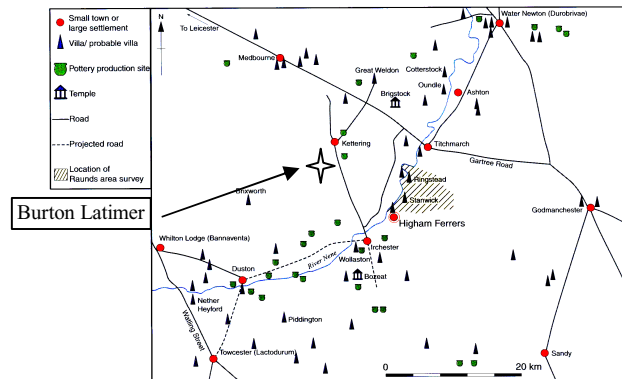 Small town or
large settlement
Villa/ probable villa
Pottery production site
Temple
Road
Projected road
Location of
Raunds area survey
N
To Leicester
Medbourne
Great Weldon
Cotterstock
Oundle
Brigstock
Ashton
Water Newton (Durobrivae)
Kettering
Titchmarch
Gartree Road
Ringstead
Brixworth
Stanwick
Burton Latimer
Higham Ferrers
Godmanchester
Whilton Lodge (Bannaventa)
Irchester
Wollaston
River Nene
Duston
Bozeat
Nether
Heyford
Piddington
Watling Street
Towcester (Lactodurum)
Sandy
0
20 km